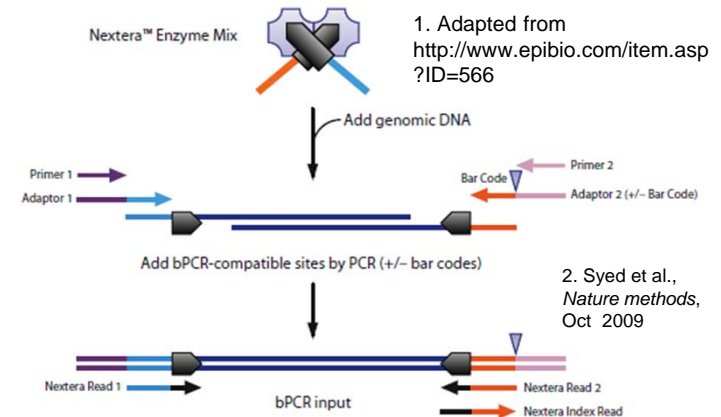 Nextera™ Enzyme Mix
1. Adapted from
http://www.epibio.com/item.asp
?ID=566
Add genomic DNA
Primer 1
Adaptor 1
Primer 2
Bar Code
Adaptor 2 (+/– Bar Code)
Add bPCR-compatible sites by PCR (+/– bar codes)
2. Syed et al.,
Nature methods,
Oct 2009
Nextera Read 1
Nextera Read 2
bPCR input
Nextera Index Read